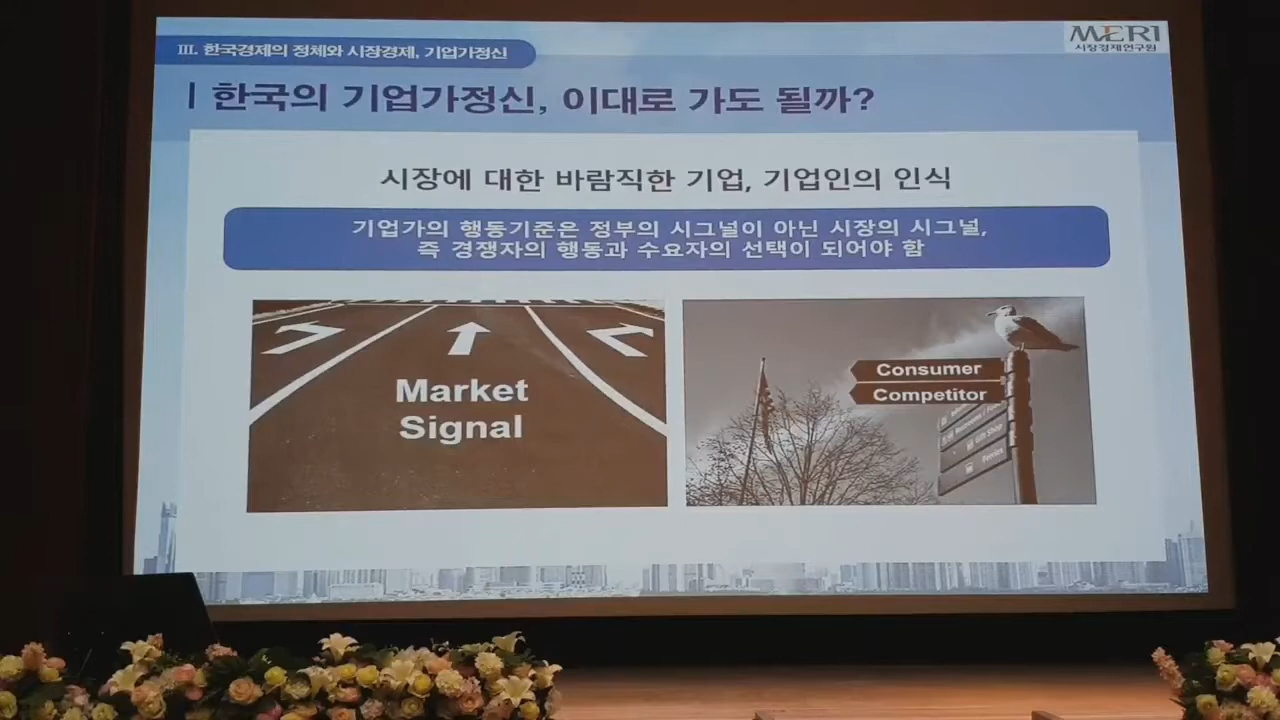 III. 한국경제의 정체와 시장경제, 기업가정신
MERI
시장경제연구원
한국의 기업가정신, 이대로 가도 될까?
시장에 대한 바람직한 기업, 기업인의 인식
기업가의 행동기준은 정부의 시그널이 아닌 시장의 시그널,
즉 경쟁자의 행동과 수요자의 선택이 되어야 함
Market
Signal
Consumer
Competitor
Gift Shop
Ferries